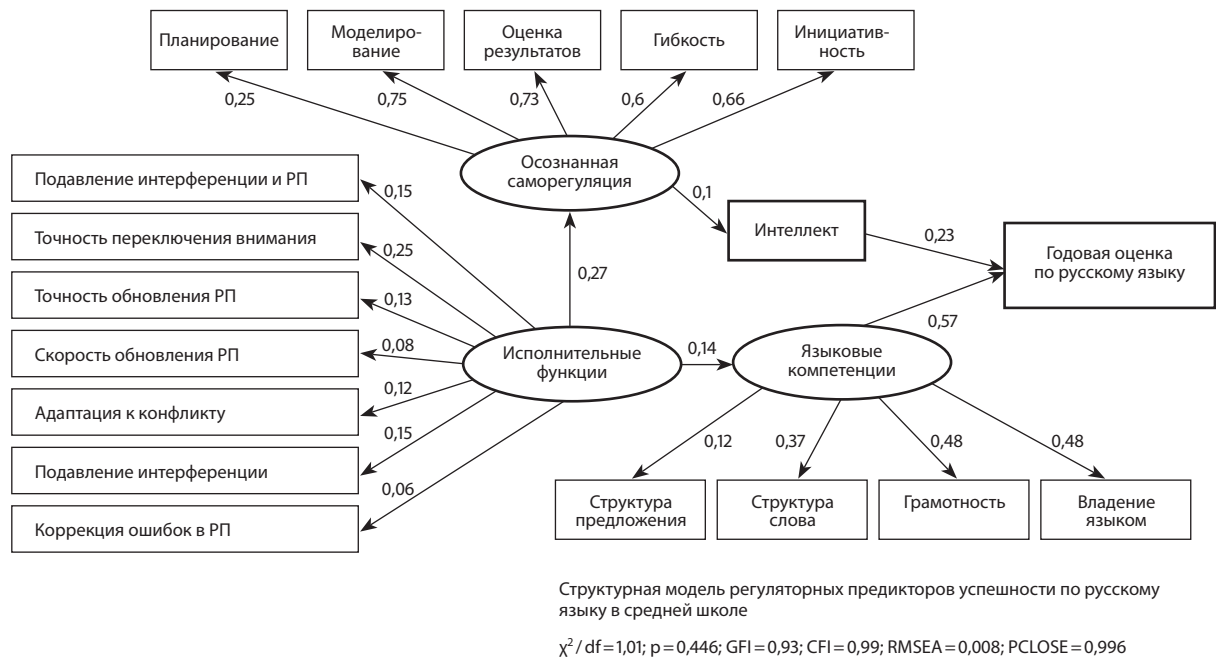 Планирование
Моделиро-
вание
Оценка
результатов
Гибкость
Инициатив-
ность
0,25
0,75
0,73
0,6
0,66
Осознанная
саморегуляция
Подавление интерференции и РП
0,15
0,1
Точность переключения внимания
0,25
Интеллект
0,23
Годовая оценка
по русскому языку
0,27
Точность обновления РП
0,13
0,57
Скорость обновления РП
0,08
Исполнительные
функции
0,14
Языковые
компетенции
Адаптация к конфликту
0,12
Подавление интерференции
0,15
0,12
0,37
0,48
0,48
Коррекция ошибок в РП
0,06
Структура
предложения
Структура
слова
Грамотность
Владение
языком
Структурная модель регуляторных предикторов успешности по русскому
языку в средней школе
χ² / df = 1,01; p = 0,446; GFI = 0,93; CFI = 0,99; RMSEA = 0,008; PCLOSE = 0,996